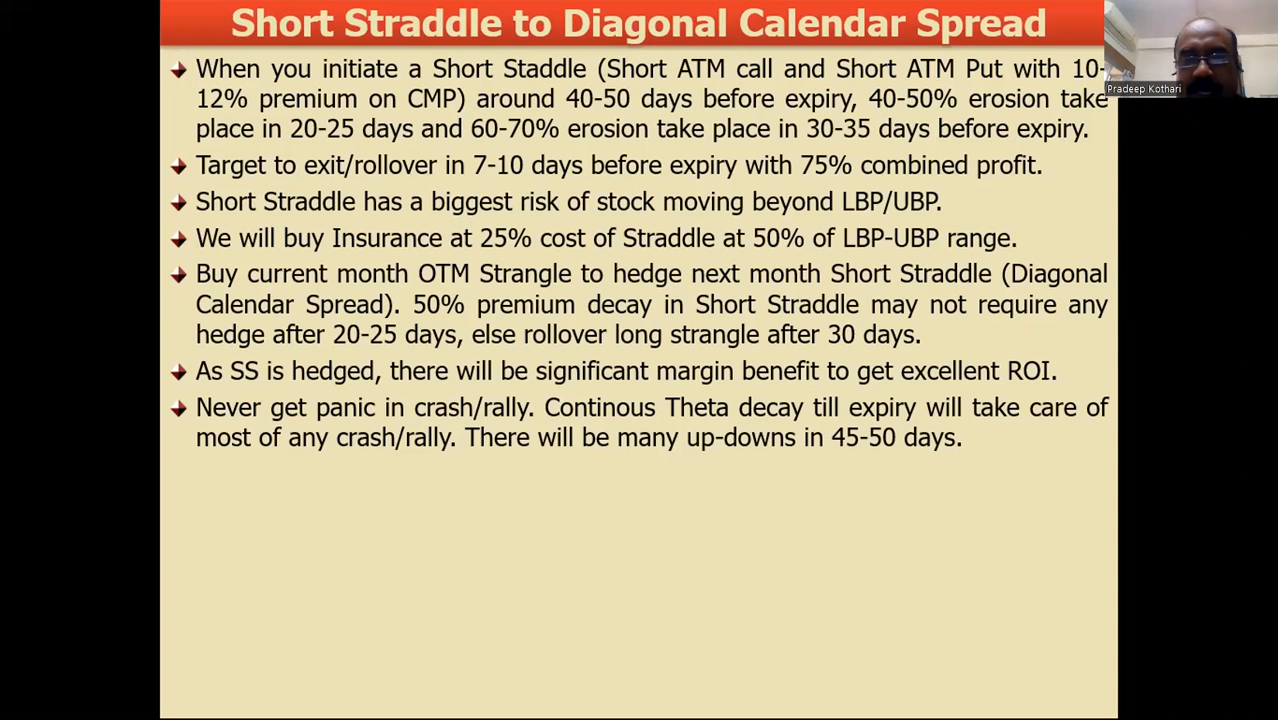 Short Straddle to Diagonal Calendar Spread
When you initiate a Short Staddle (Short ATM call and Short ATM Put with 10-
12% premium on CMP) around 40-50 days before expiry, 40-50% erosion take
place in 20-25 days and 60-70% erosion take place in 30-35 days before expiry.
Target to exit/rollover in 7-10 days before expiry with 75% combined profit.
Short Straddle has a biggest risk of stock moving beyond LBP/UBP.
We will buy Insurance at 25% cost of Straddle at 50% of LBP-UBP range.
Buy current month OTM Strangle to hedge next month Short Straddle (Diagonal
Calendar Spread). 50% premium decay in Short Straddle may not require any
hedge after 20-25 days, else rollover long strangle after 30 days.
As SS is hedged, there will be significant margin benefit to get excellent ROI.
Never get panic in crash/rally. Continous Theta decay till expiry will take care of
most of any crash/rally. There will be many up-downs in 45-50 days.
Pradeep Kothari